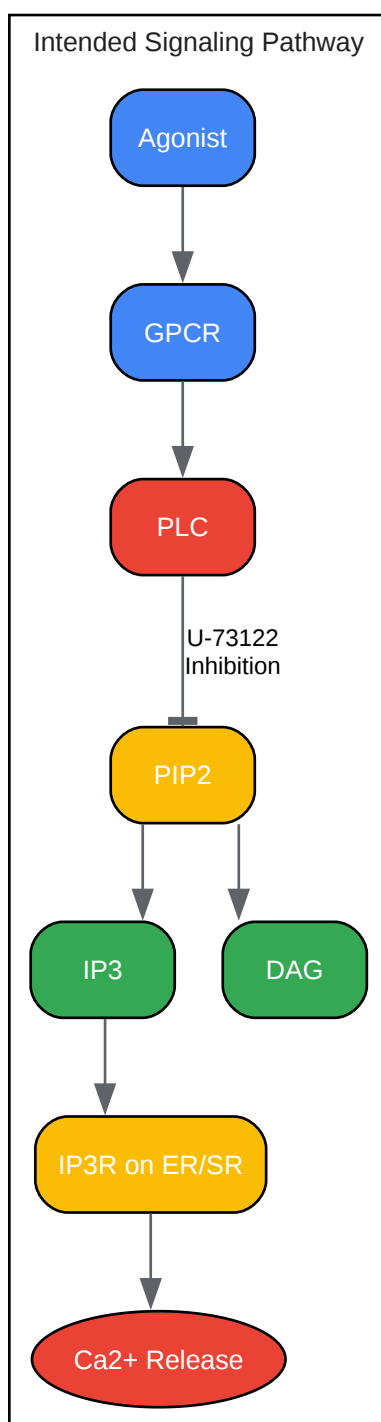 Intended Signaling Pathway
Agonist
GPCR
PLC
U-73122
Inhibition
PIP2
IP3
DAG
IP3R on ER/SR
Ca2+ Release